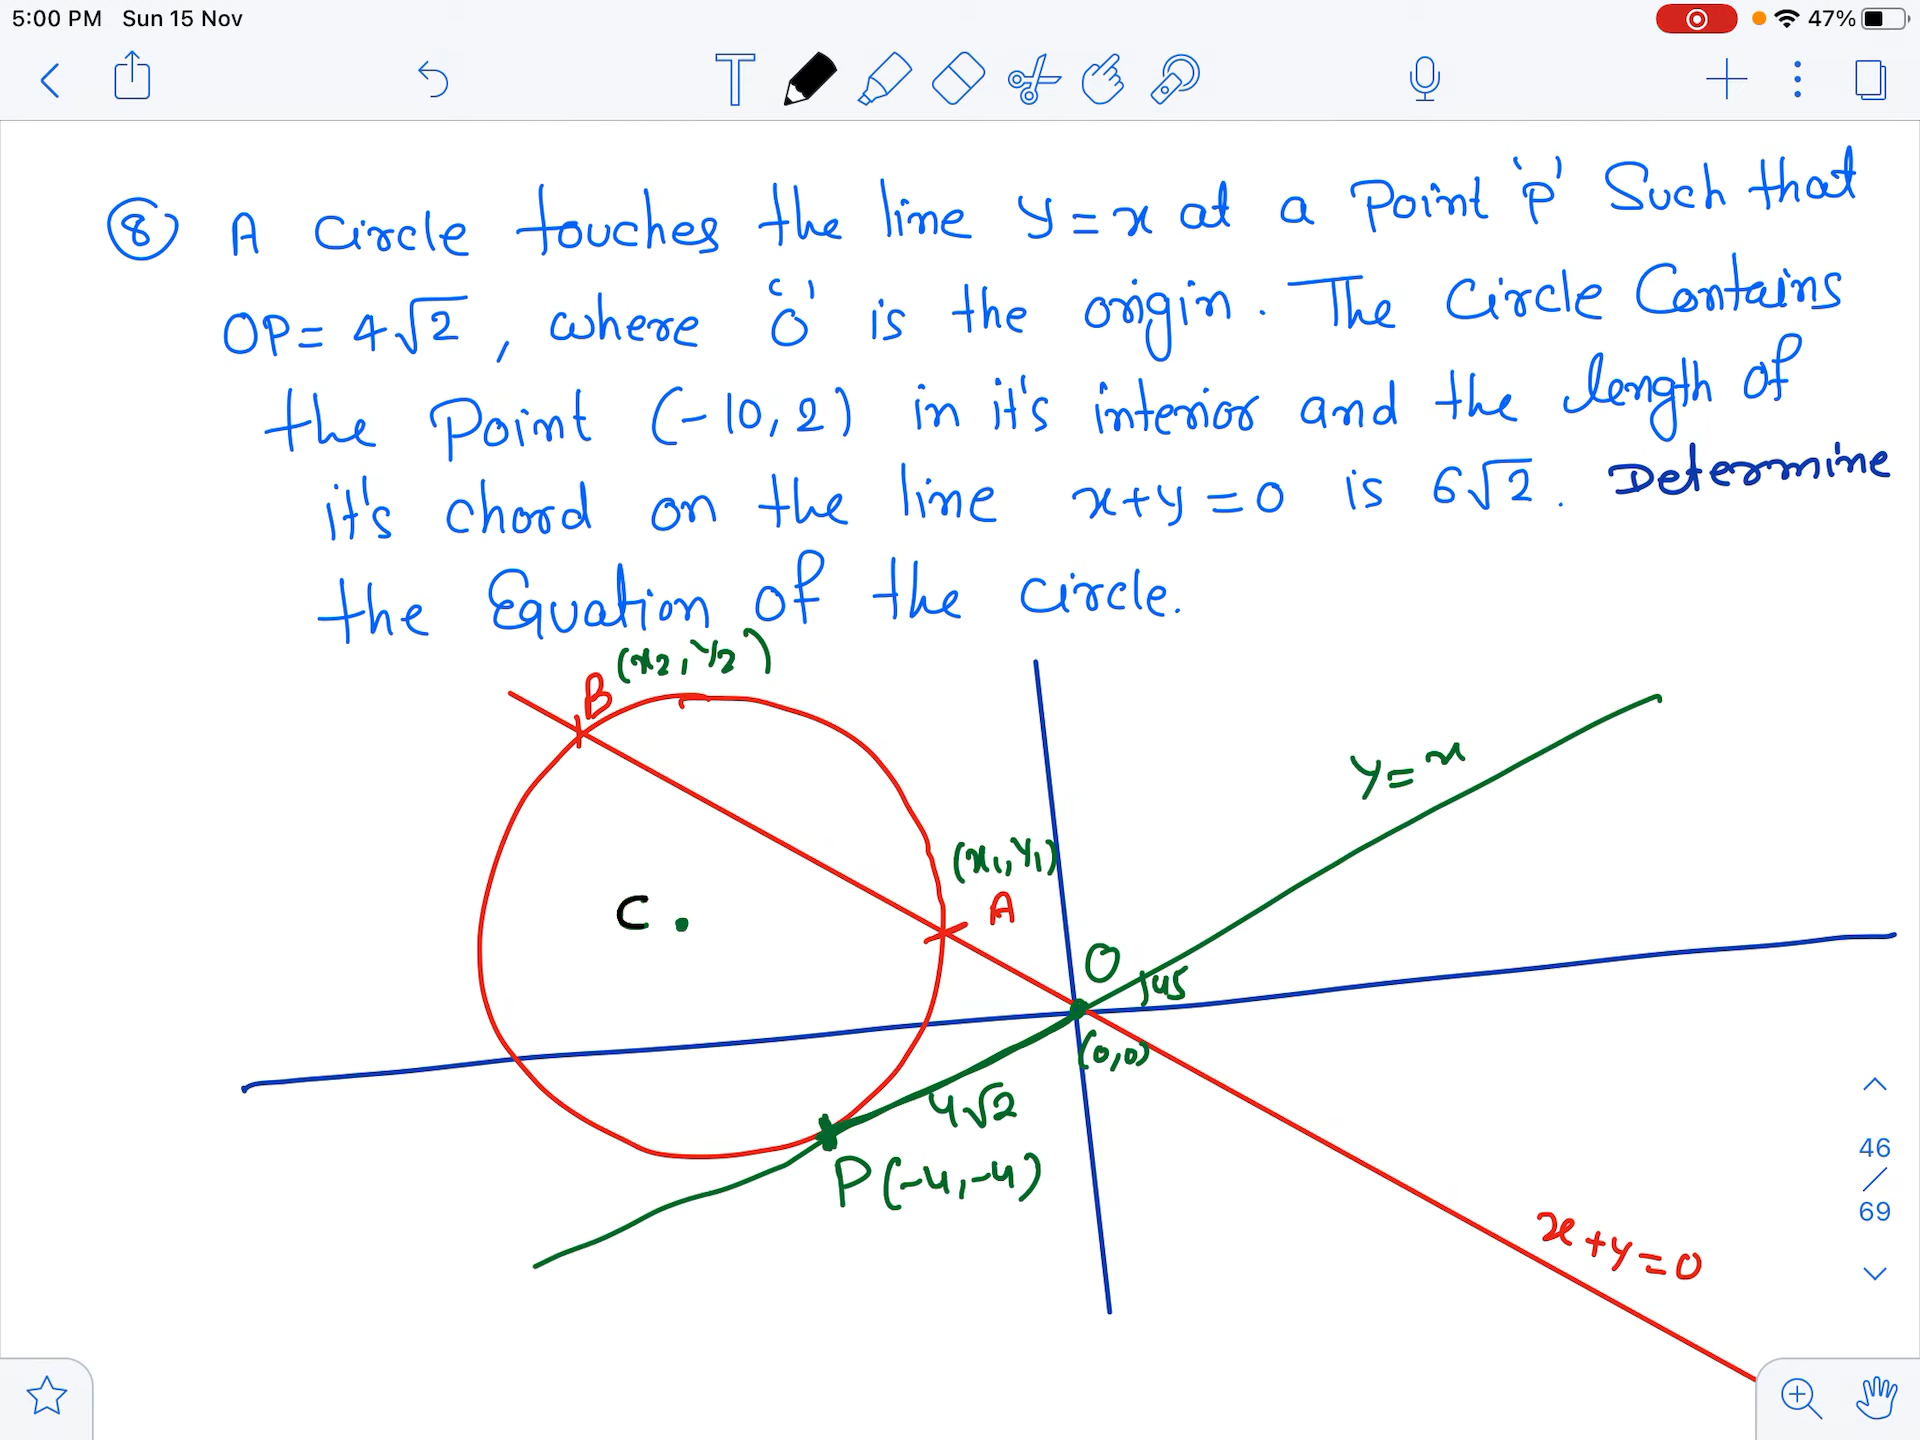 5:00 PM Sun 15 Nov
47%
⑧ A circle touches the line y=x at a Point 'p' Such that
OP= 4√2, where 'o' is the origin. The Circle Contains
the Point (-10,2) in it's interior and the length of
it's chord on the line x+y=0 is 6√2. Determine
the Equation of the circle.
B (x2,y2)
y=x
(x1,y1)
A
C .
O
45
(0,0)
4√2
P(-4,-4)
x+y=0
46
/
69